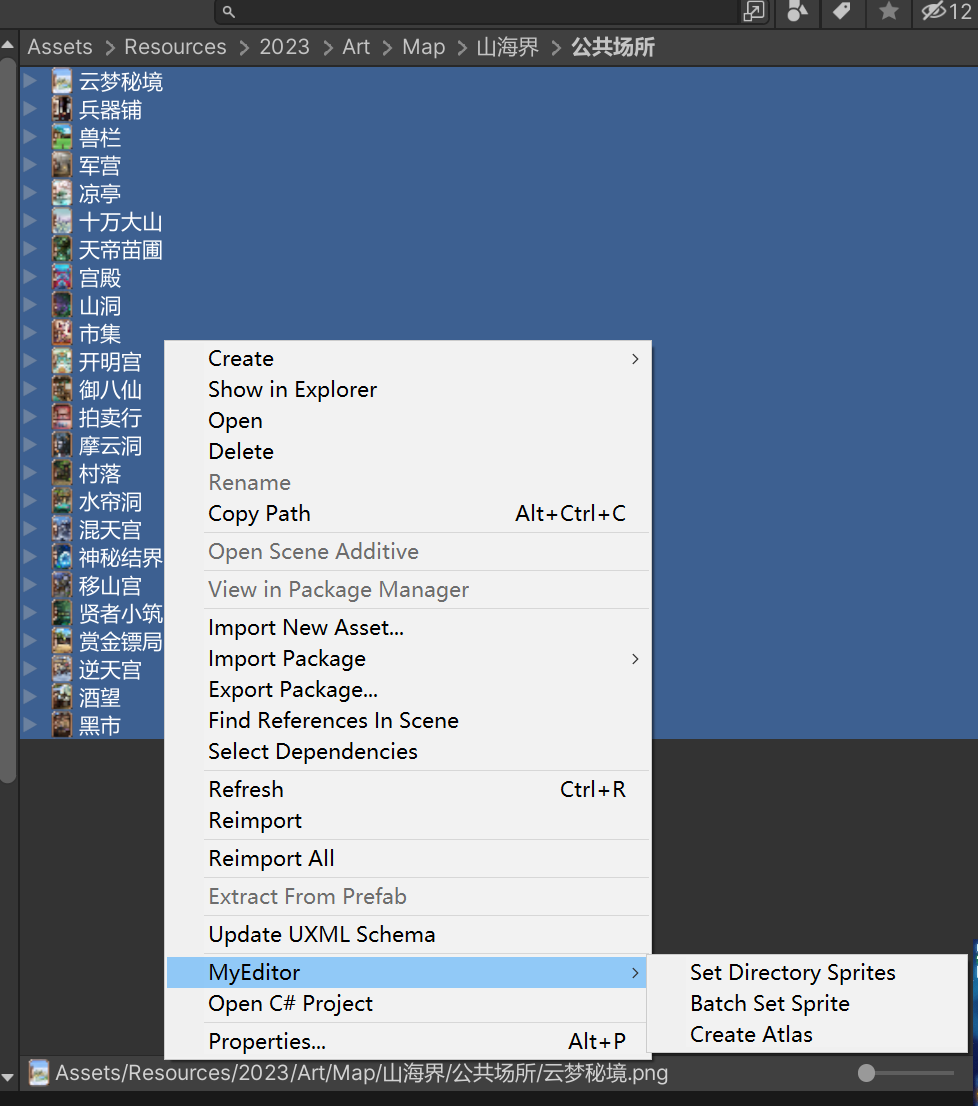 12
Assets > Resources > 2023 > Art > Map > 山海界 > 公共场所
云梦秘境
兵器铺
兽栏
军营
凉亭
十万大山
天帝苗圃
宫殿
山洞
市集
开明宫
御八仙
拍卖行
摩云洞
村落
水帘洞
混天宫
神秘结界
移山宫
贤者小筑
赏金镖局
逆天宫
酒望
黑市
Create
Show in Explorer
Open
Delete
Rename
Copy Path Alt+Ctrl+C
Open Scene Additive
View in Package Manager
Import New Asset...
Import Package
Export Package...
Find References In Scene
Select Dependencies
Refresh Ctrl+R
Reimport
Reimport All
Extract From Prefab
Update UXML Schema
MyEditor
Open C# Project
Properties... Alt+P
Set Directory Sprites
Batch Set Sprite
Create Atlas
Assets/Resources/2023/Art/Map/山海界/公共场所/云梦秘境.png